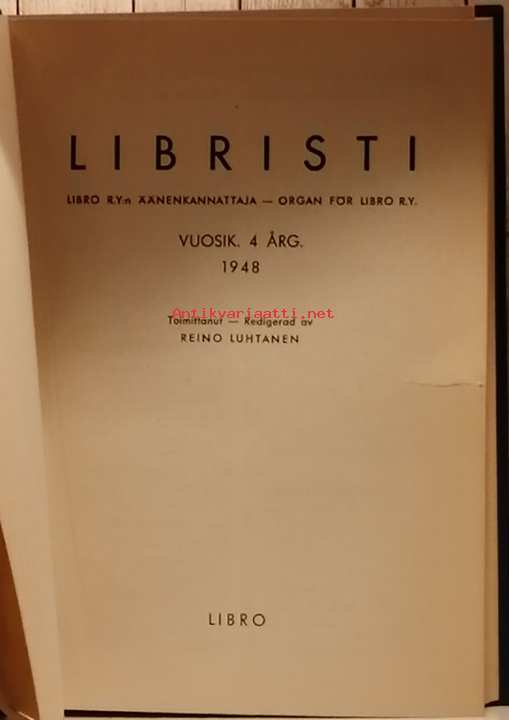 LIBRISTI
LIBRO R.Y:n ÄÄNENKANNATTAJA — ORGAN FÖR LIBRO R.Y.
VUOSIK. 4 ÅRG.
1948
Antikvariaatti.net
Toimittanut — Redigerad av
REINO LUHTANEN
LIBRO